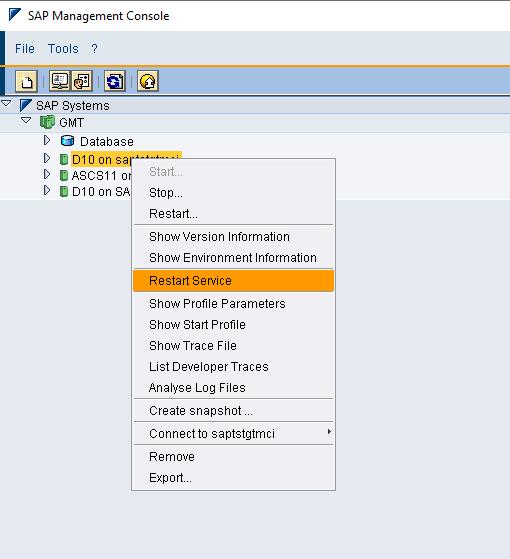 SAP Management Console
File Tools ?
SAP Systems
GMT
Database
D10 on saptstgtmci
ASCS11 on
D10 on SA
Start...
Stop...
Restart...
Show Version Information
Show Environment Information
Restart Service
Show Profile Parameters
Show Start Profile
Show Trace File
List Developer Traces
Analyse Log Files
Create snapshot ...
Connect to saptstgtmci
Remove
Export...